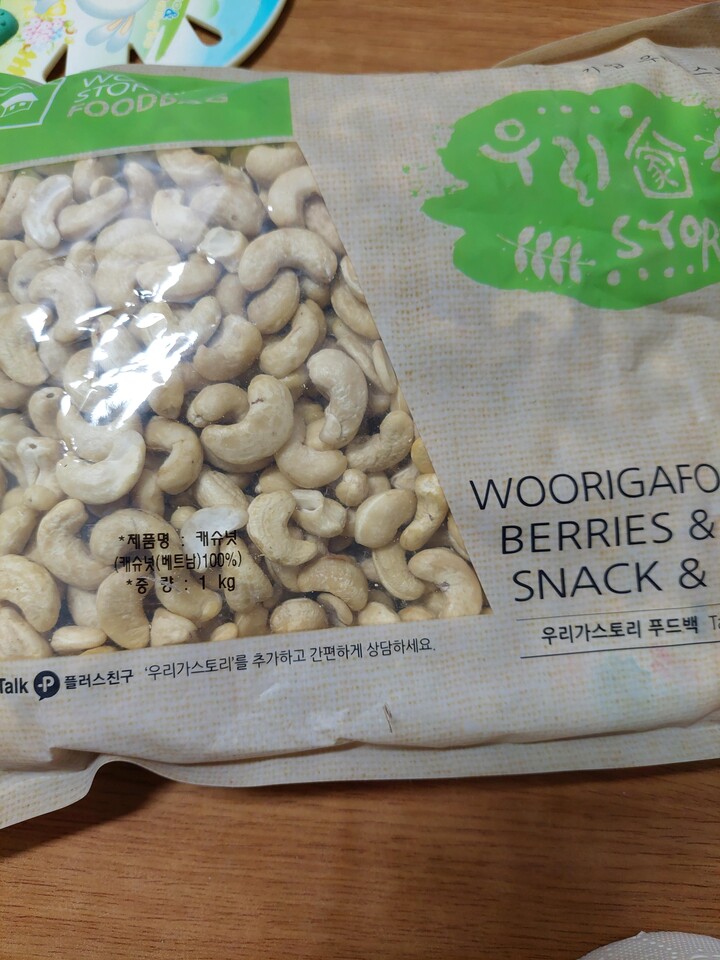 STOR
FOODBAG
우리家
STOR
WOORIGAFO
BERRIES &
SNACK &
우리가스토리 푸드백
*제품명 : 캐슈넛
(캐슈넛(베트남)100%)
*중 량 : 1 kg
Talk P 플러스친구 '우리가스토리'를 추가하고 간편하게 상담하세요.